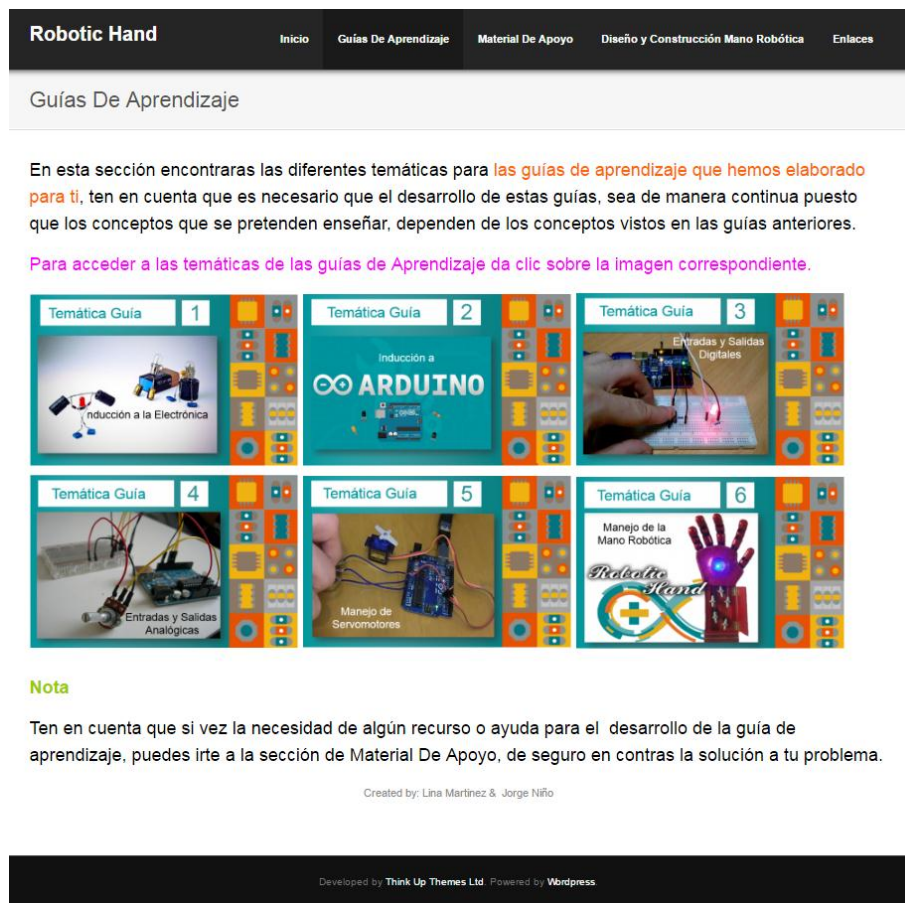 Robotic Hand
Inicio
Guías De Aprendizaje
Material De Apoyo
Diseño y Construcción Mano Robótica
Enlaces
Guías De Aprendizaje
En esta sección encontraras las diferentes temáticas para las guías de aprendizaje que hemos elaborado
para ti, ten en cuenta que es necesario que el desarrollo de estas guías, sea de manera continua puesto
que los conceptos que se pretenden enseñar, dependen de los conceptos vistos en las guías anteriores.
Para acceder a las temáticas de las guías de Aprendizaje da clic sobre la imagen correspondiente.
Temática Guía 1
nducción a la Electrónica
Temática Guía 2
Inducción a
ARDUINO
Temática Guía 3
Entradas y Salidas
Digitales
Temática Guía 4
Entradas y Salidas
Analógicas
Temática Guía 5
Manejo de
Servomotores
Temática Guía 6
Manejo de la
Mano Robótica
Robotic
Hand
Nota
Ten en cuenta que si vez la necesidad de algún recurso o ayuda para el desarrollo de la guía de
aprendizaje, puedes irte a la sección de Material De Apoyo, de seguro en contras la solución a tu problema.
Created by: Lina Martinez & Jorge Niño
Developed by Think Up Themes Ltd. Powered by Wordpress.